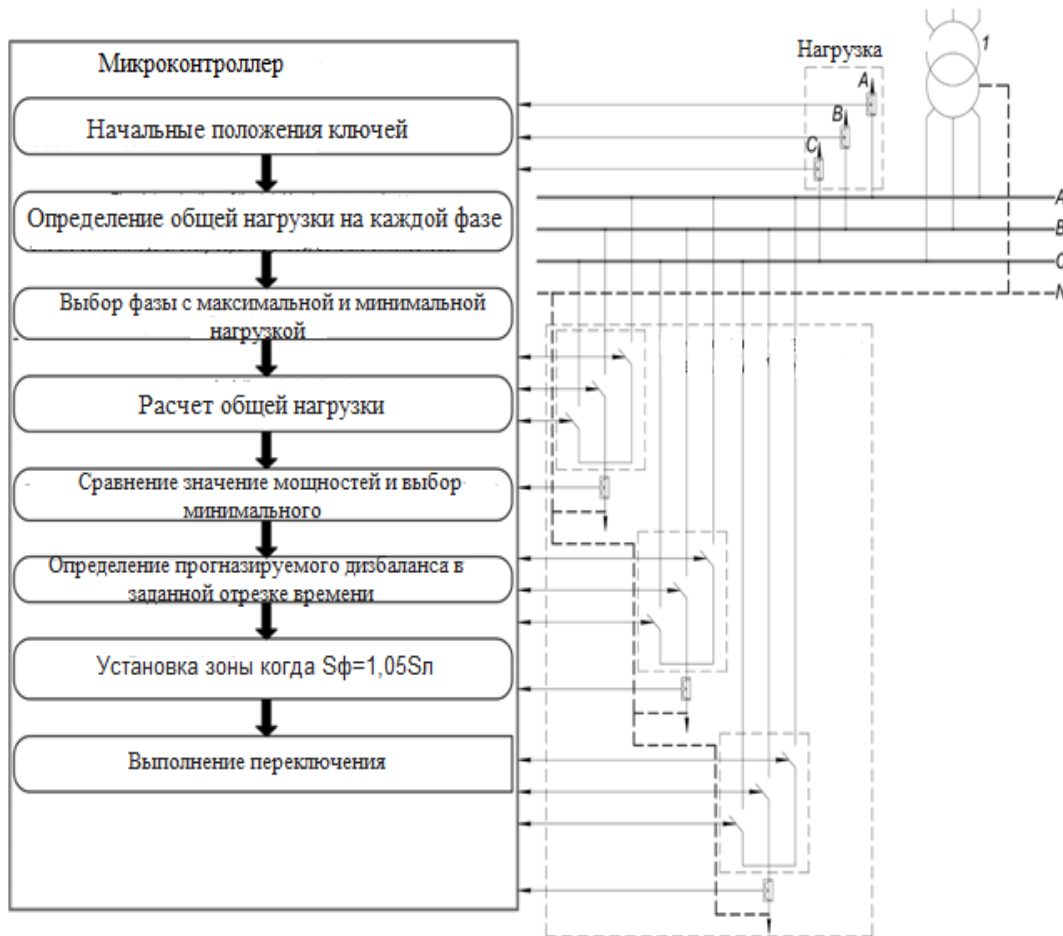 Микроконтроллер
Начальные положения ключей
Определение общей нагрузки на каждой фазе
Выбор фазы с максимальной и минимальной
нагрузкой
Расчет общей нагрузки
Сравнение значение мощностей и выбор
минимального
Определение прогназируемого дизбаланса в
заданной отрезке времени
Установка зоны когда Sф=1,05Sл
Выполнение переключения
Нагрузка
A
B
C
1
A
B
C
N